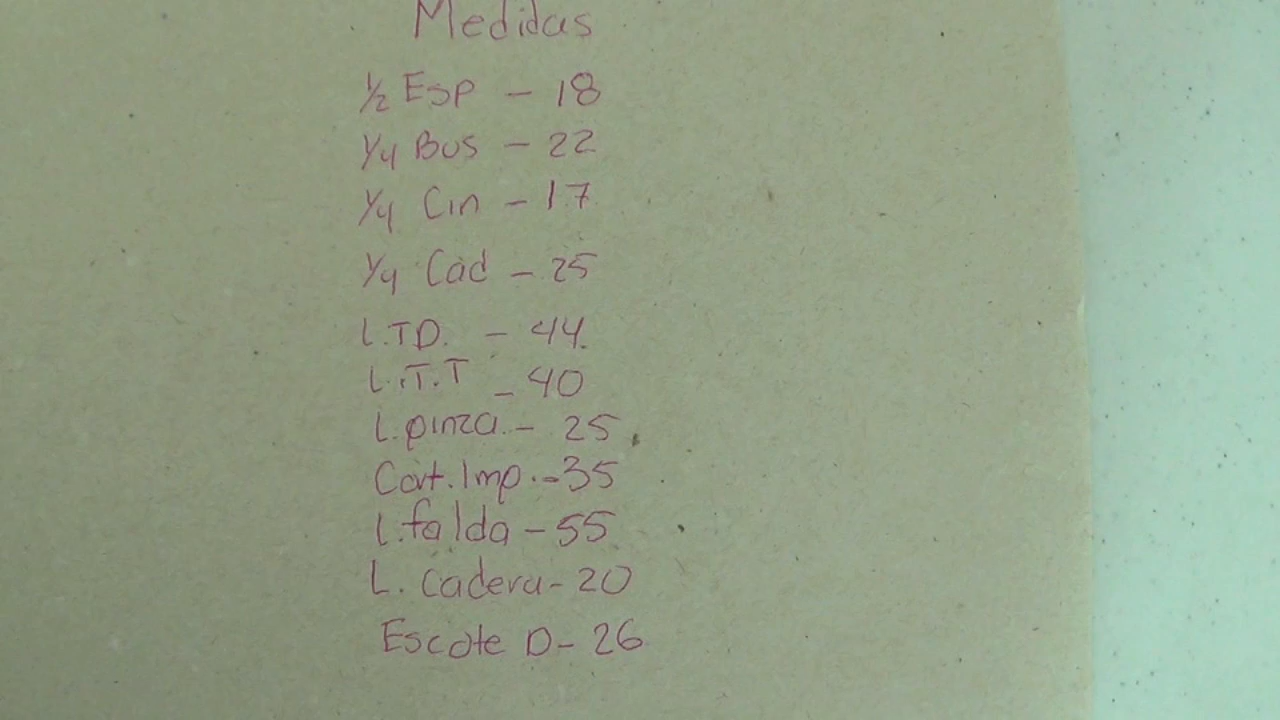 Medidas
1/2 Esp - 18
1/4 Bus - 22
1/4 Cin - 17
1/4 Cad - 25
L.TD. - 44.
L.T.T - 40
L.pinza.- 25
Cort.Imp.-35
L.falda - 55
L. cadera- 20
Escote D- 26